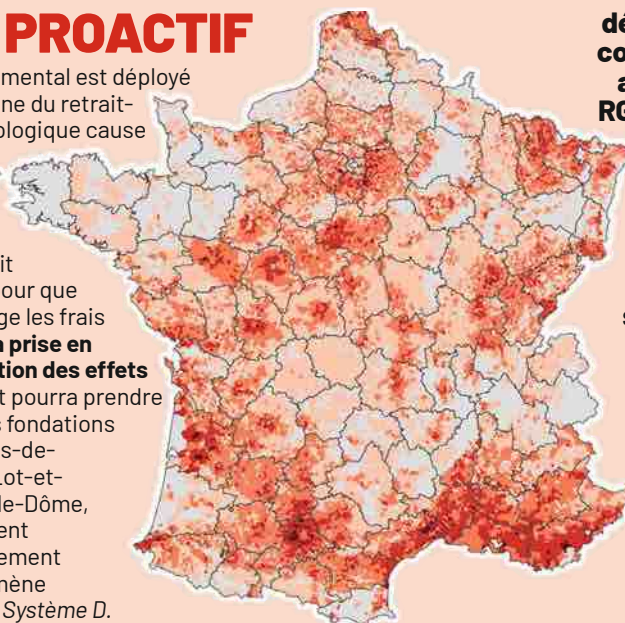 PROACTIF
mental est déployé
ne du retrait-
ologique cause
it
our que
ge les frais
prise en
tion des effets
t pourra prendre
s fondations
s-de-
Lot-et-
de-Dôme,
ent
ement
mène
Système D.
dé
co
a
RG
s